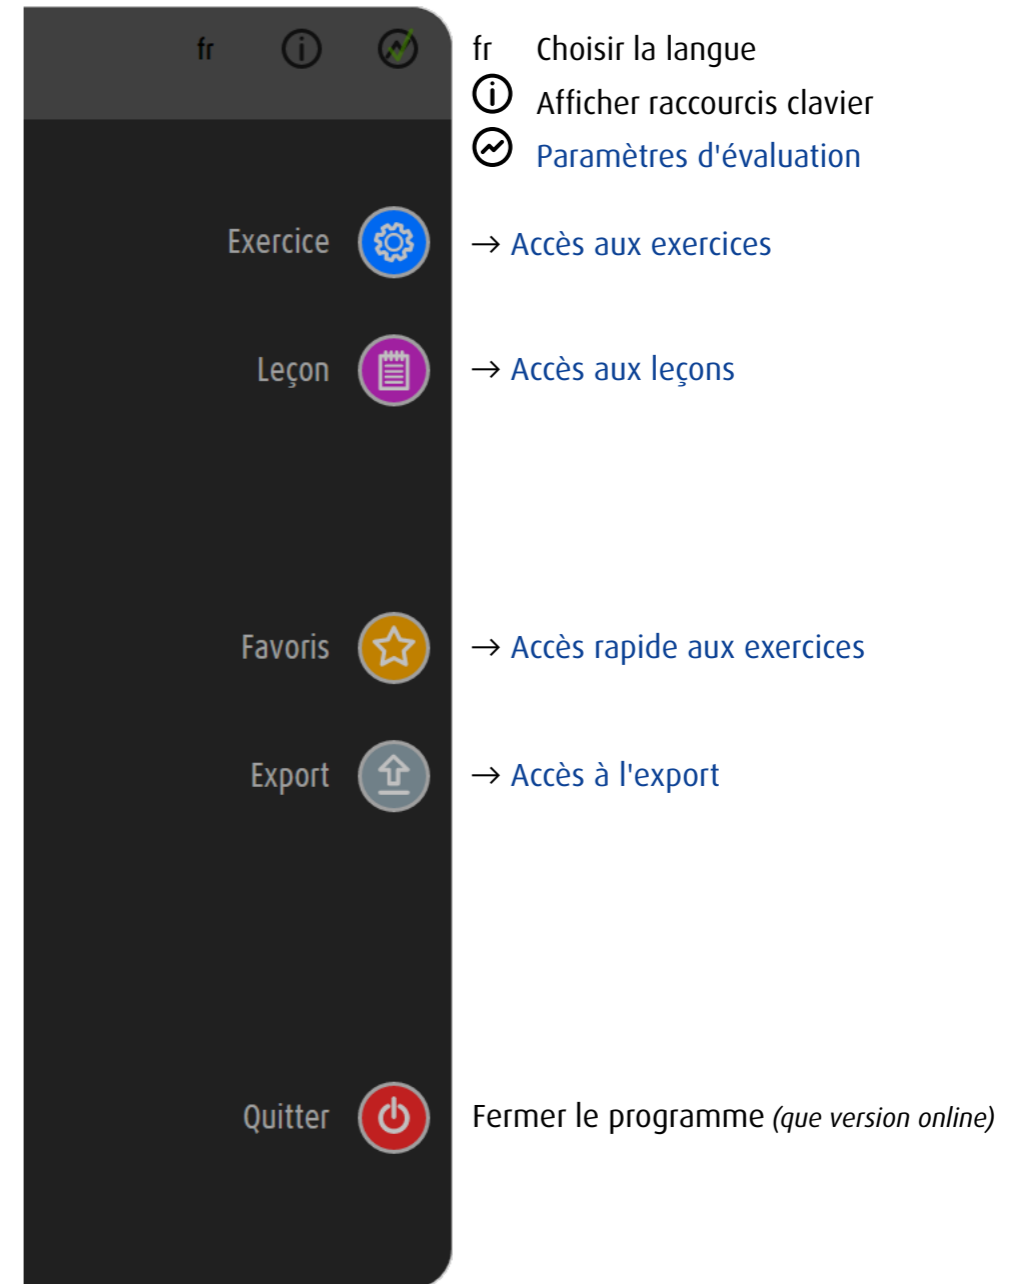 fr
fr Choisir la langue
Afficher raccourcis clavier
Paramètres d'évaluation
Exercice → Accès aux exercices
Leçon → Accès aux leçons
Favoris → Accès rapide aux exercices
Export → Accès à l'export
Quitter Fermer le programme (que version online)